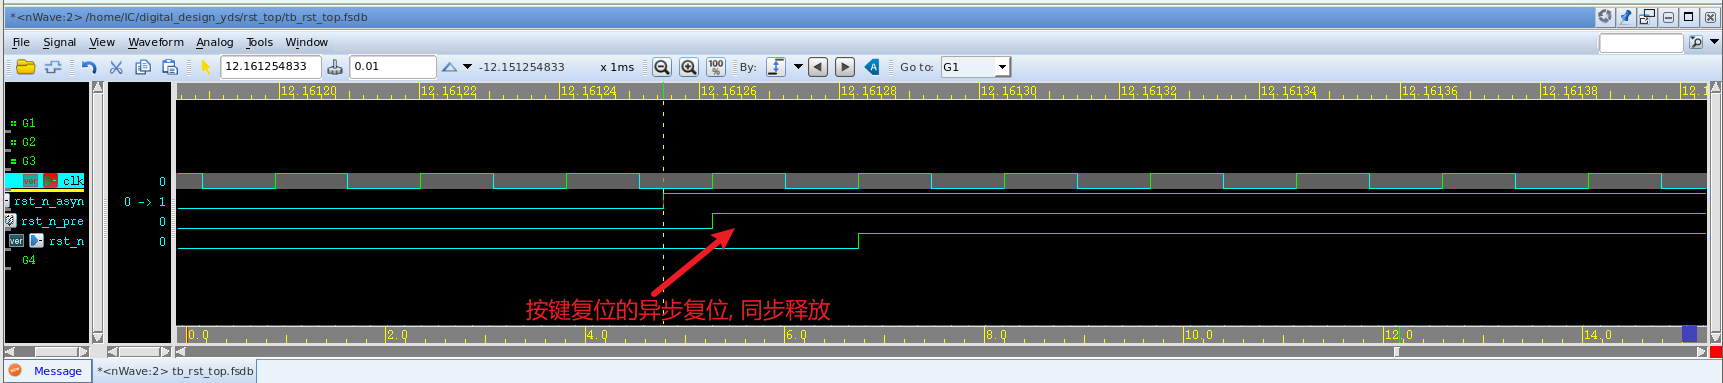 *<nWave:2> /home/IC/digital_design_yds/rst_top/tb_rst_top.fsdb
File Signal View Waveform Analog Tools Window
12.161254833 0.01 -12.151254833 x 1ms 100% By: Go to: G1
12.16120 12.16122 12.16124 12.16126 12.16128 12.16130 12.16132 12.16134 12.16136 12.16138
G1
G2
G3
ver clk 0
rst_n_asyn 0 -> 1
rst_n_pre 0
ver rst_n 0
G4
按键复位的异步复位, 同步释放
0.0 2.0 4.0 6.0 8.0 10.0 12.0 14.0
Message *<nWave:2> tb_rst_top.fsdb